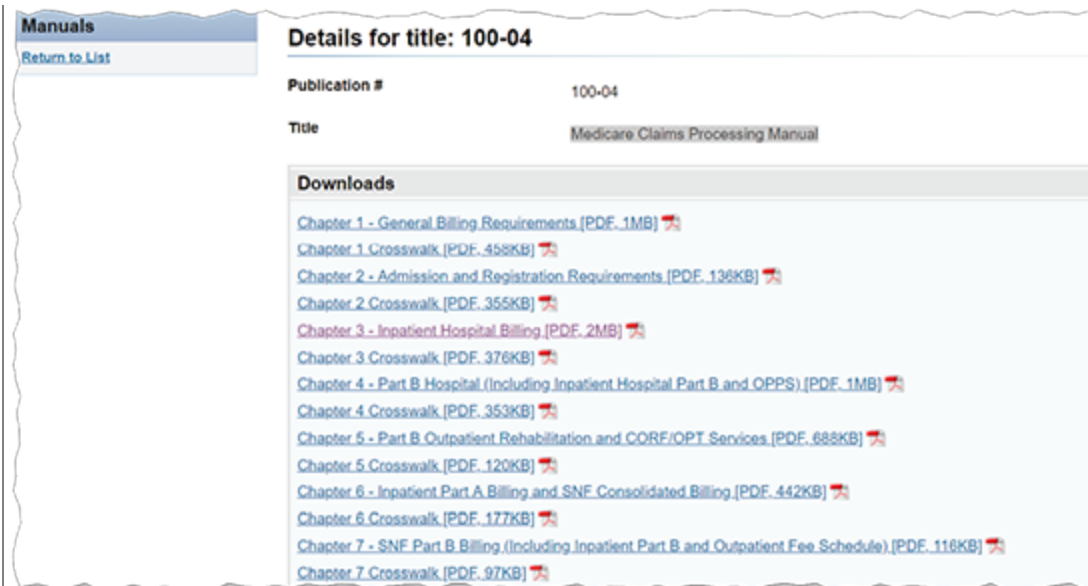 Manuals
Return to List
Details for title: 100-04
Publication # 100-04
Title Medicare Claims Processing Manual
Downloads
Chapter 1 - General Billing Requirements [PDF, 1MB]
Chapter 1 Crosswalk [PDF, 458KB]
Chapter 2 - Admission and Registration Requirements [PDF, 136KB]
Chapter 2 Crosswalk [PDF, 355KB]
Chapter 3 - Inpatient Hospital Billing [PDF, 2MB]
Chapter 3 Crosswalk [PDF, 376KB]
Chapter 4 - Part B Hospital (Including Inpatient Hospital Part B and OPPS) [PDF, 1MB]
Chapter 4 Crosswalk [PDF, 353KB]
Chapter 5 - Part B Outpatient Rehabilitation and CORF/OPT Services [PDF, 688KB]
Chapter 5 Crosswalk [PDF, 120KB]
Chapter 6 - Inpatient Part A Billing and SNF Consolidated Billing [PDF, 442KB]
Chapter 6 Crosswalk [PDF, 177KB]
Chapter 7 - SNF Part B Billing (Including Inpatient Part B and Outpatient Fee Schedule) [PDF, 116KB]
Chapter 7 Crosswalk [PDF, 97KB]